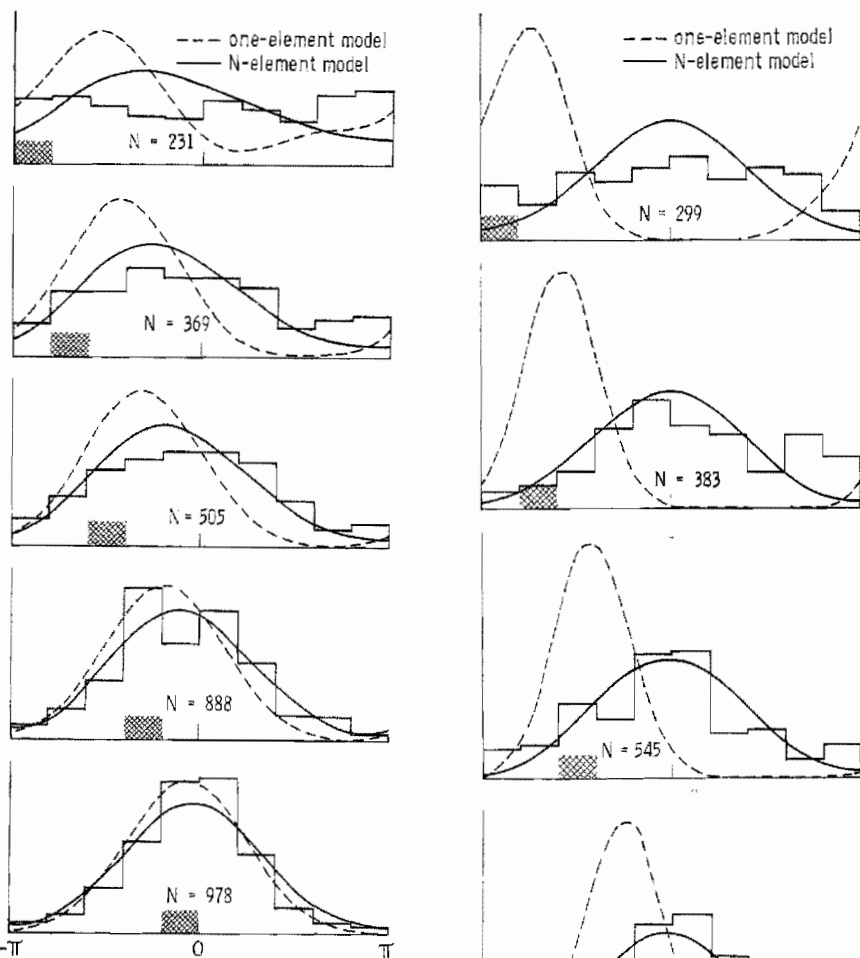 one-element model
N-element model
N = 231
N = 369
N = 505
N = 888
N = 978
-π 0 π
one-element model
N-element model
N = 299
N = 383
N = 545